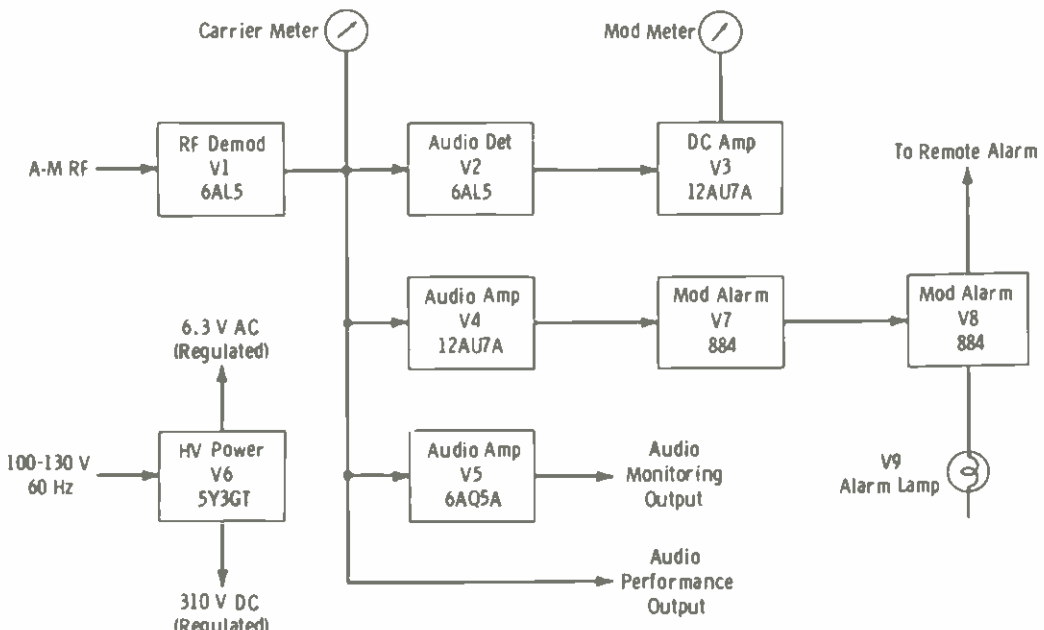 Carrier Meter
Mod Meter
RF Demod
V1
6AL5
Audio Det
V2
6AL5
DC Amp
V3
12AU7A
A-M RF
To Remote Alarm
Audio Amp
V4
12AU7A
Mod Alarm
V7
884
Mod Alarm
V8
884
6.3 V AC
(Regulated)
HV Power
V6
5Y3GT
100-130 V
60 Hz
Audio Amp
V5
6AQ5A
Audio
Monitoring
Output
V9
Alarm Lamp
Audio
Performance
Output
310 V DC
(Regulated)